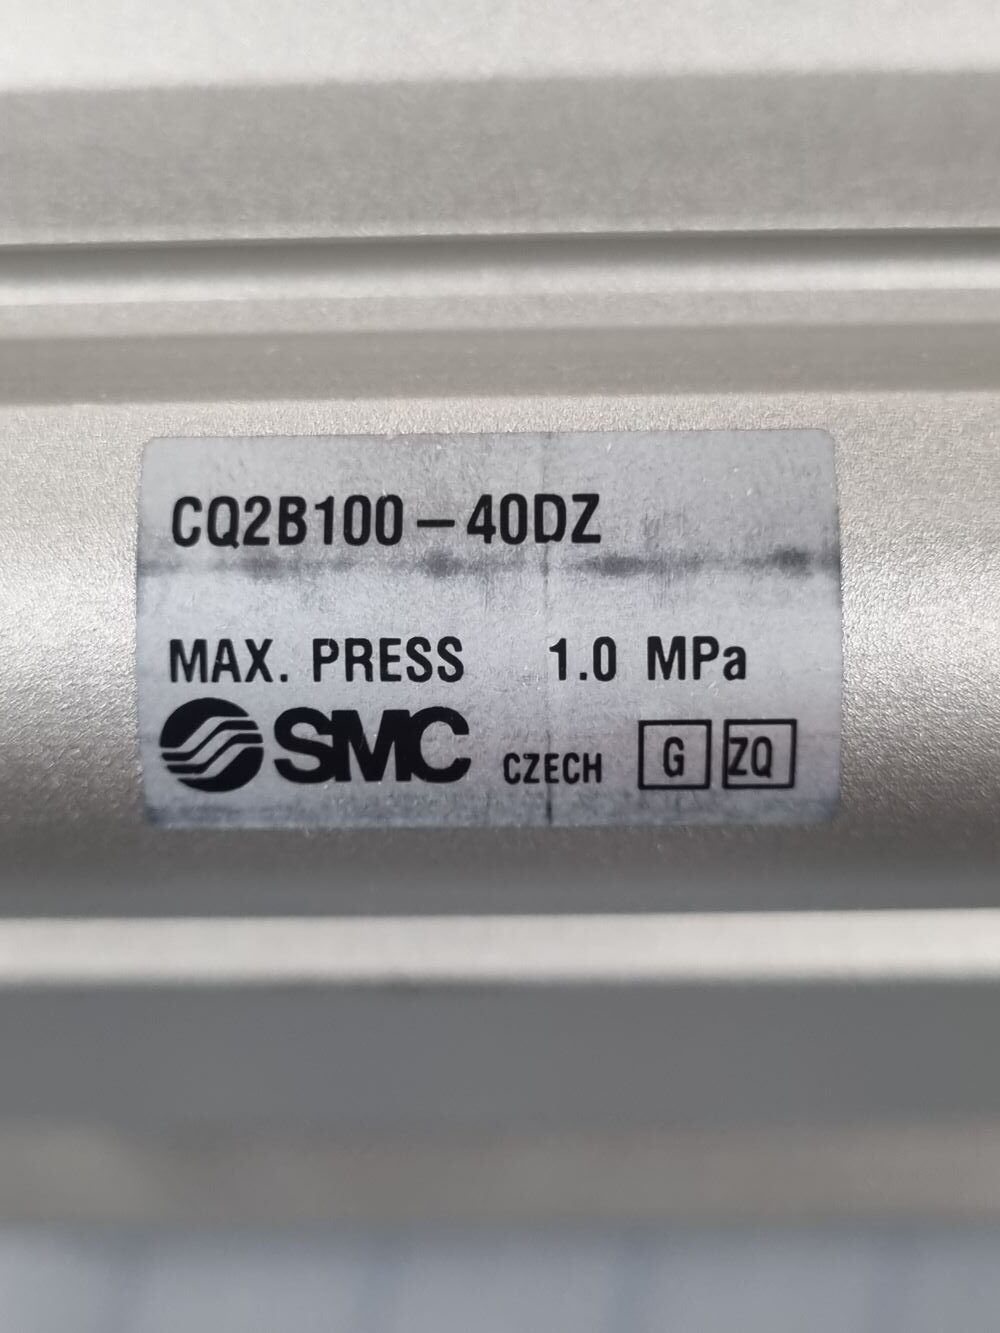 CQ2B100-40DZ
MAX. PRESS 1.0 MPa
SMC CZECH G ZQ